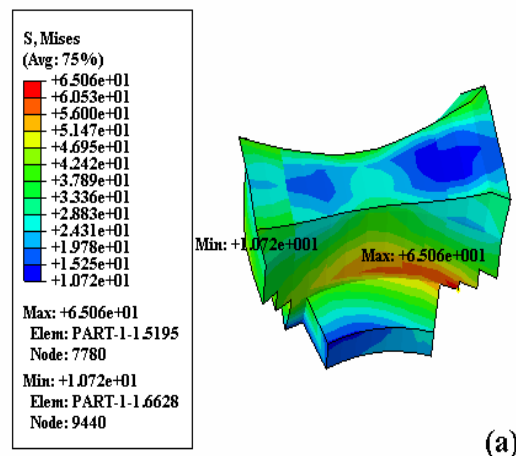 S, Mises
(Avg: 75%)
+6.506e+01
+6.053e+01
+5.600e+01
+5.147e+01
+4.695e+01
+4.242e+01
+3.789e+01
+3.336e+01
+2.883e+01
+2.431e+01
+1.978e+01
+1.525e+01
+1.072e+01
Max: +6.506e+01
Elem: PART-1-1.5195
Node: 7780
Min: +1.072e+01
Elem: PART-1-1.6628
Node: 9440
Min: +1.072e+001
Max: +6.506e+001
(a)